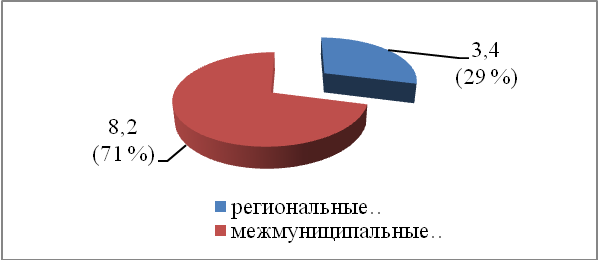 3,4
(29 %)
8,2
(71 %)
региональные..
межмуниципальные..